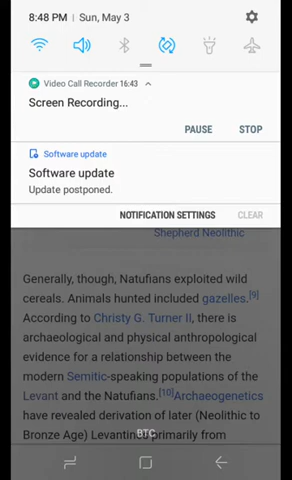 8:48 PM | Sun, May 3
Video Call Recorder 16:43
Screen Recording...
PAUSE STOP
Software update
Software update
Update postponed.
NOTIFICATION SETTINGS CLEAR
Shepherd Neolithic
Generally, though, Natufians exploited wild
cereals. Animals hunted included gazelles.[9]
According to Christy G. Turner II, there is
archaeological and physical anthropological
evidence for a relationship between the
modern Semitic-speaking populations of the
Levant and the Natufians.[10]Archaeogenetics
have revealed derivation of later (Neolithic to
Bronze Age) Levantines primarily from
BTC